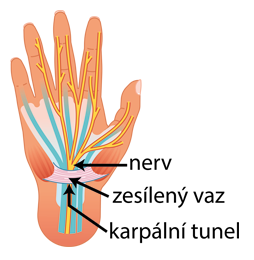 nerv
zesílený vaz
karpální tunel